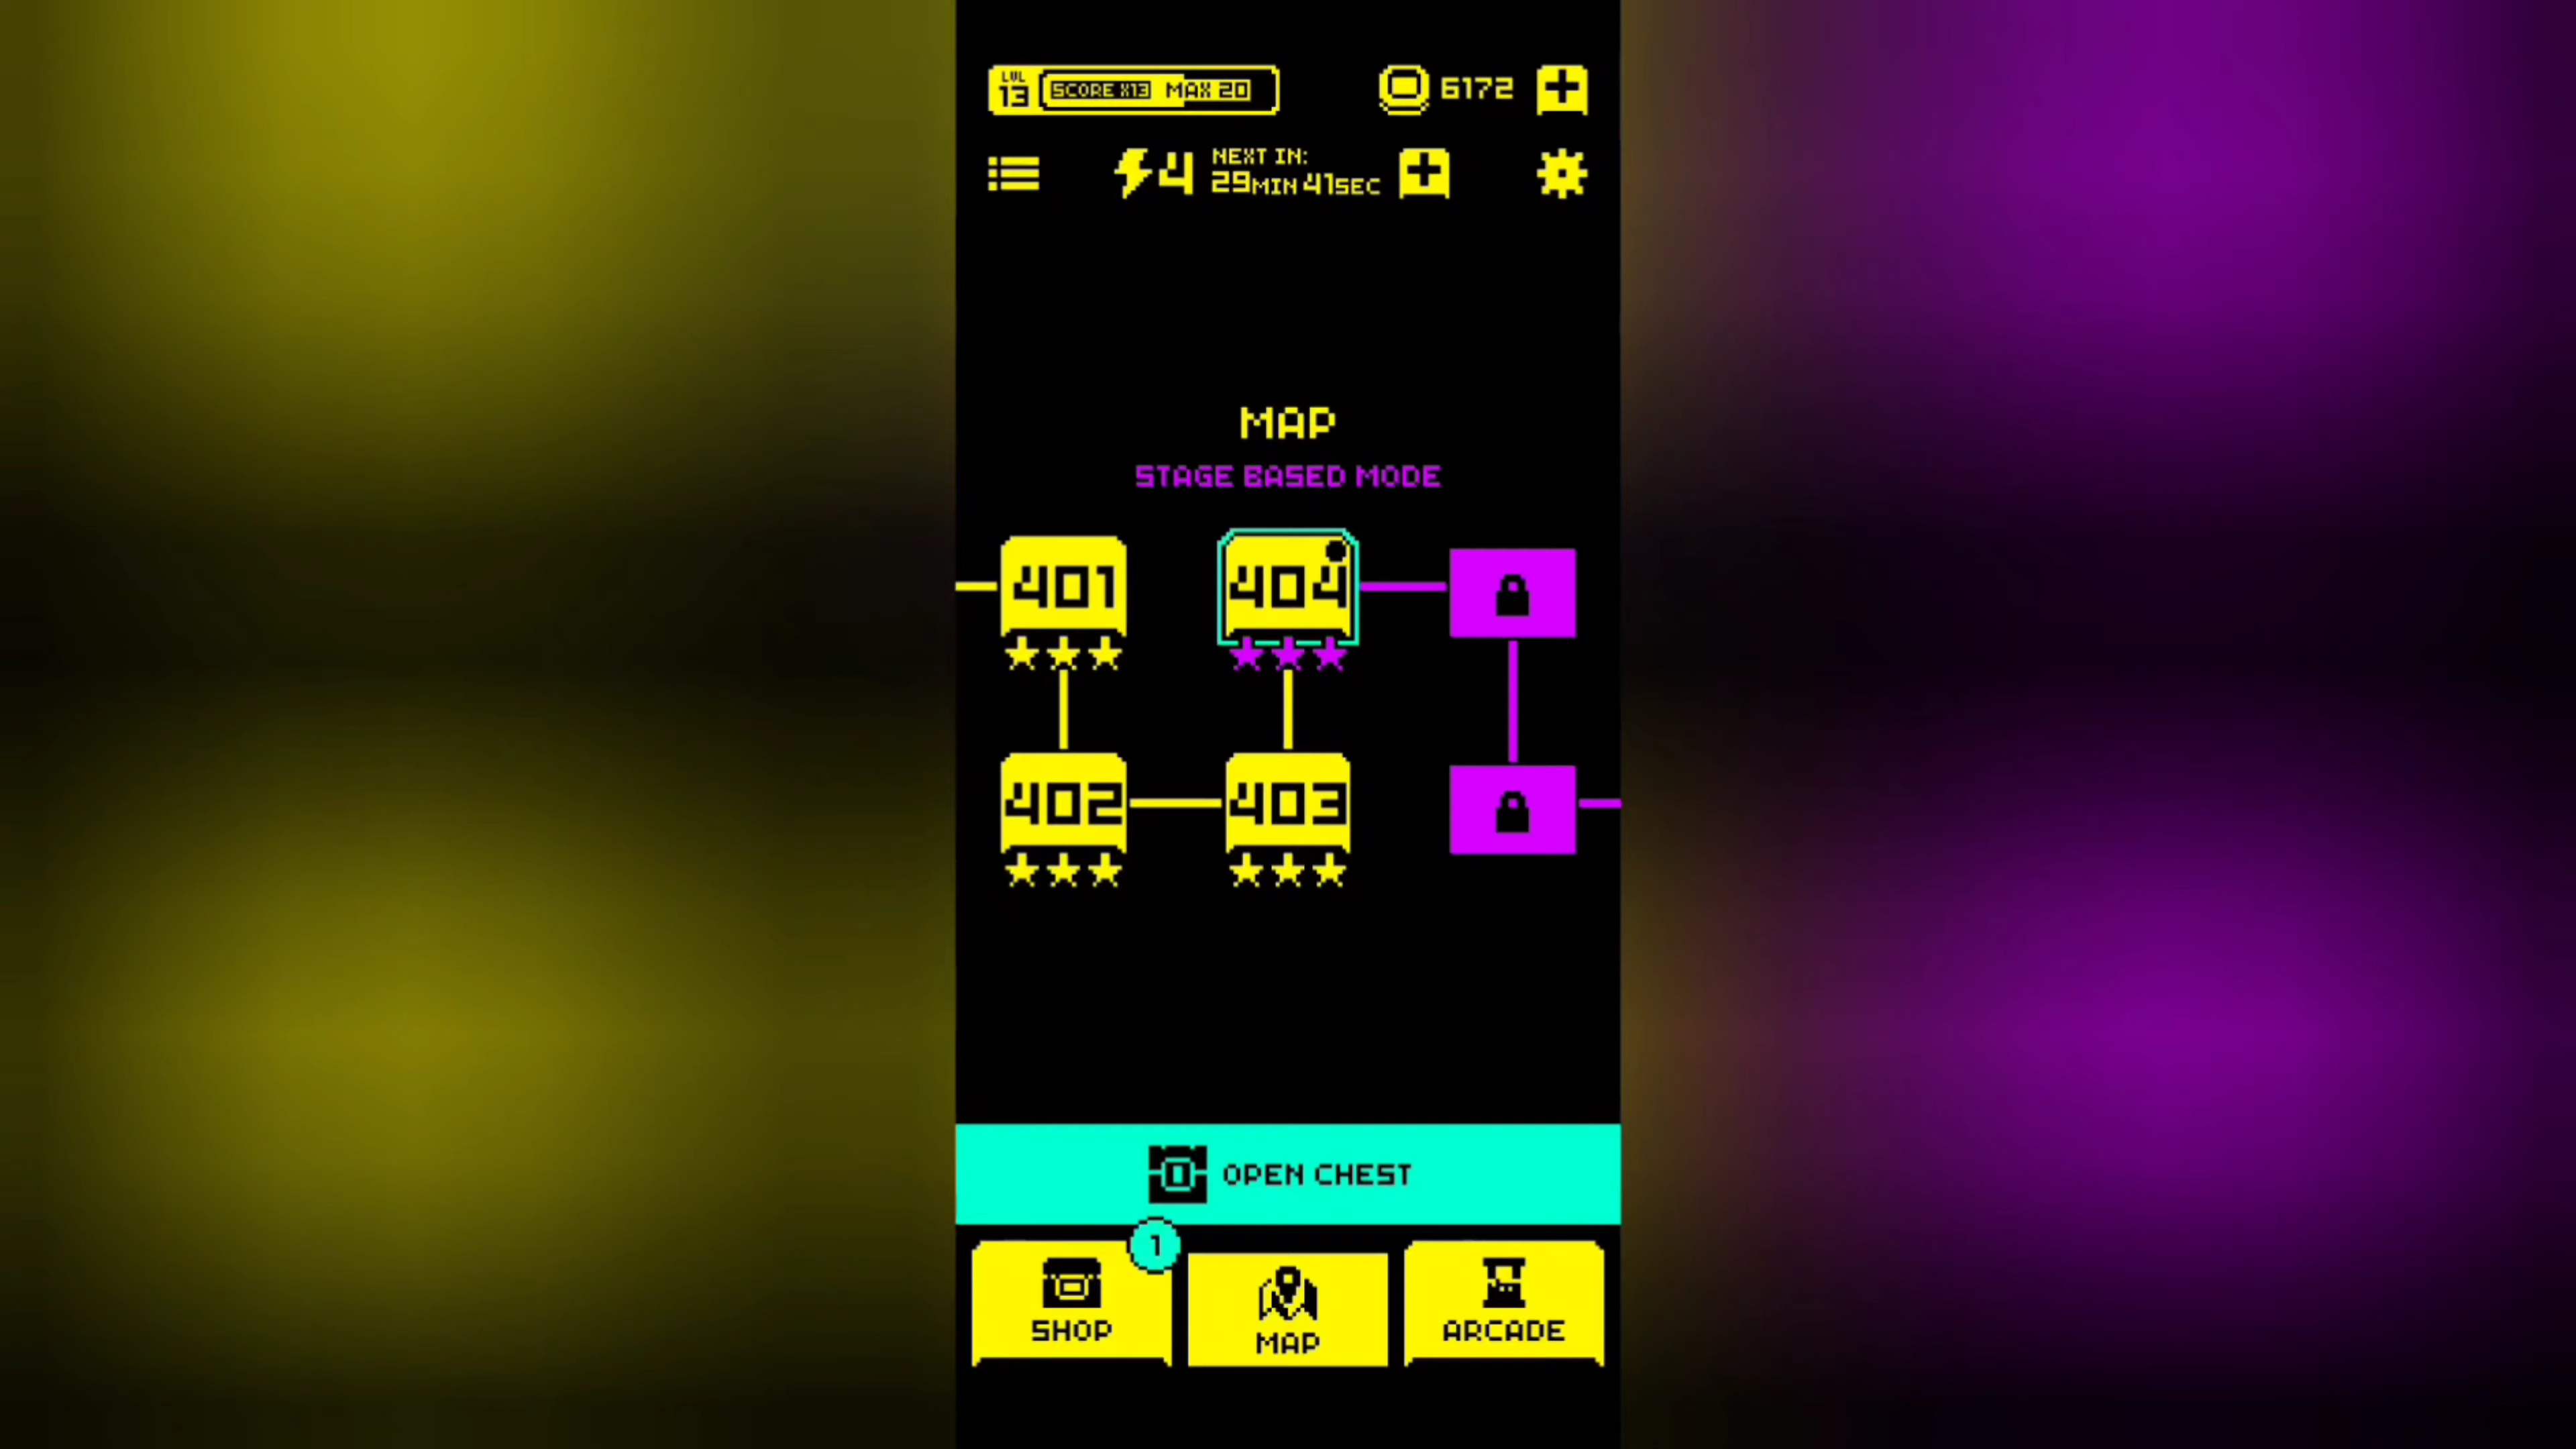 LVL
13
SCORE X13 MAX 20
6172
4
NEXT IN:
29MIN 41SEC
MAP
STAGE BASED MODE
401
404
402
403
OPEN CHEST
1
SHOP
MAP
ARCADE